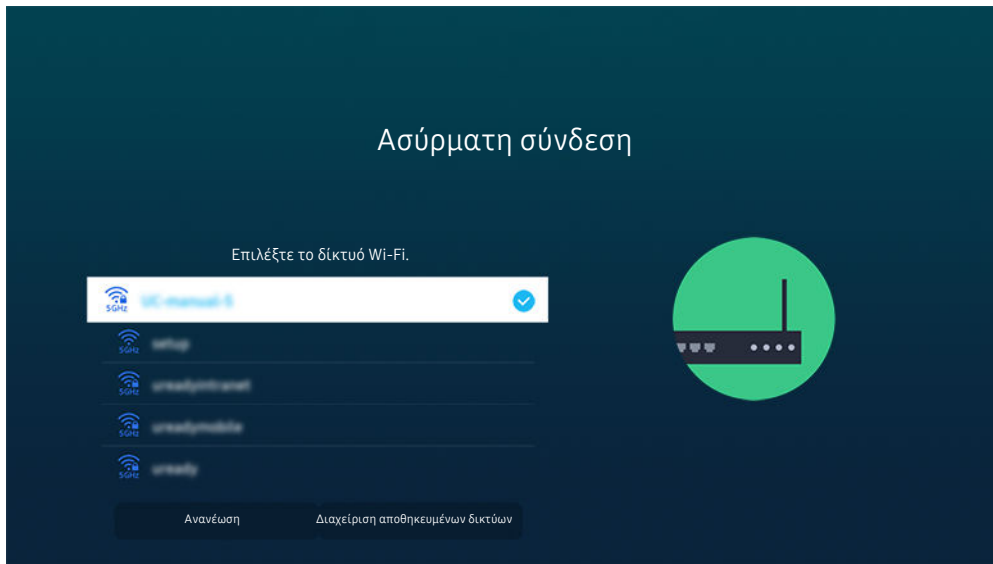 Ασύρματη σύνδεση
Επιλέξτε το δίκτυό Wi-Fi.
5GHz
UC-manual-5
5GHz
setup
5GHz
ureadyintranet
5GHz
ureadymobile
5GHz
uready
Ανανέωση
Διαχείριση αποθηκευμένων δικτύων